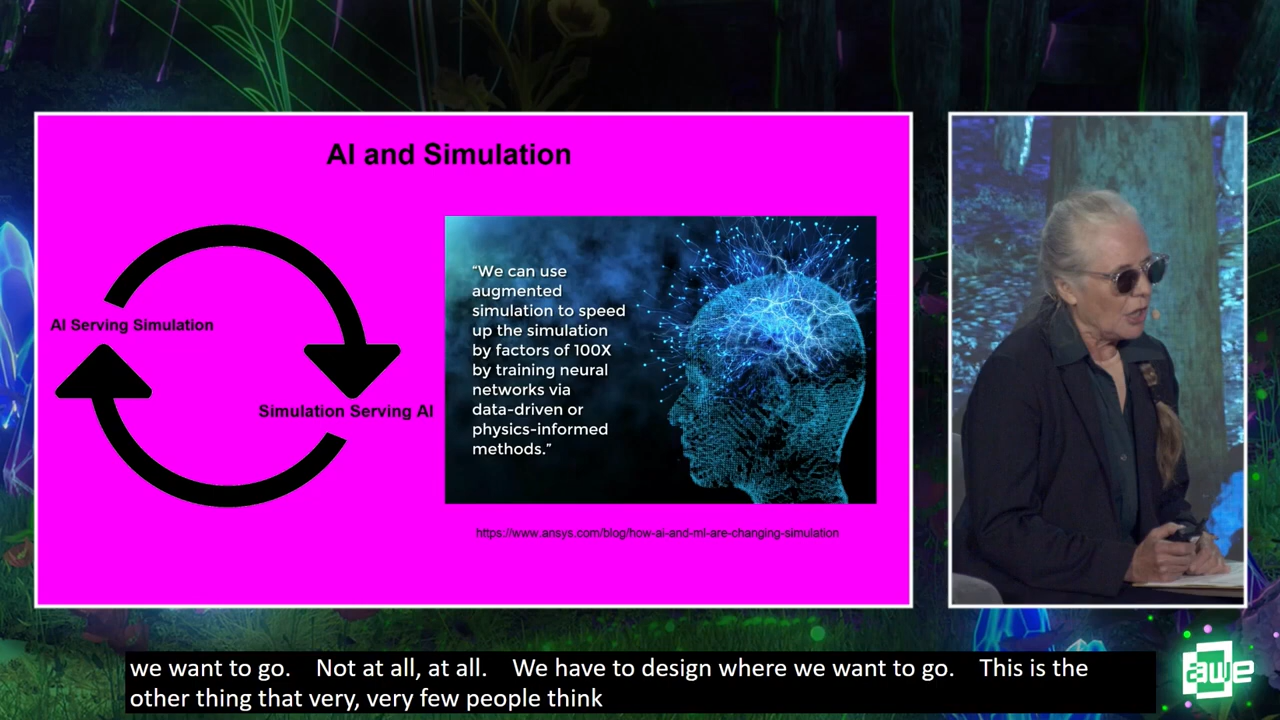 AI and Simulation
AI Serving Simulation
Simulation Serving AI
“We can use
augmented
simulation to speed
up the simulation
by factors of 100X
by training neural
networks via
data-driven or
physics-informed
methods.”
https://www.ansys.com/blog/how-ai-and-ml-are-changing-simulation
we want to go. Not at all, at all. We have to design where we want to go. This is the
other thing that very, very few people think
awe